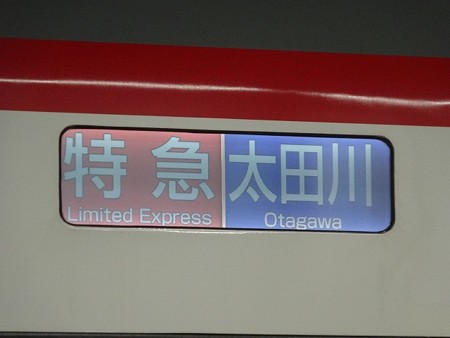 特急 太田川
Limited Express Otagawa